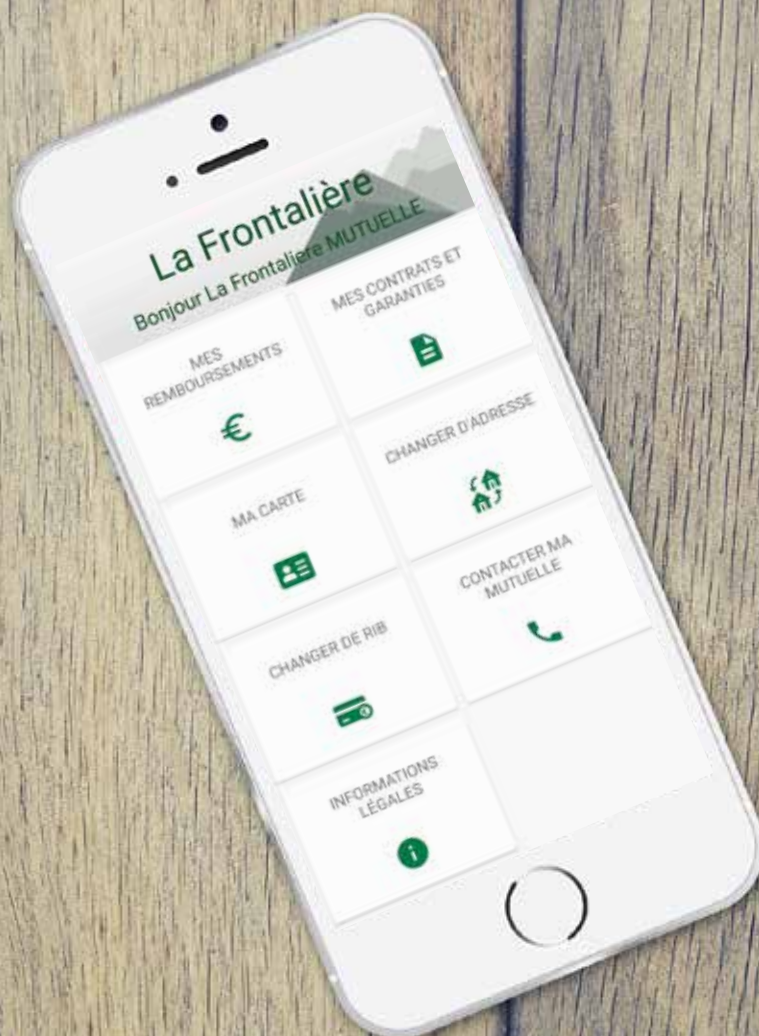 La Frontalière
Bonjour La Frontaliere MUTUELLE
MES
REMBOURSEMENTS
MES CONTRATS ET
GARANTIES
MA CARTE
CHANGER D'ADRESSE
CHANGER DE RIB
CONTACTER MA
MUTUELLE
INFORMATIONS
LÉGALES